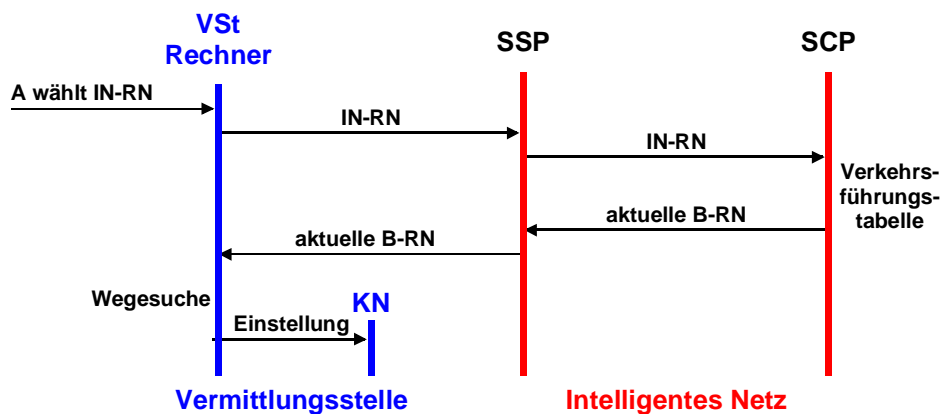 VSt
Rechner
SSP
SCP
A wählt IN-RN
IN-RN
IN-RN
Verkehrs-
führungs-
tabelle
aktuelle B-RN
aktuelle B-RN
Wegesuche
KN
Einstellung
Vermittlungsstelle
Intelligentes Netz